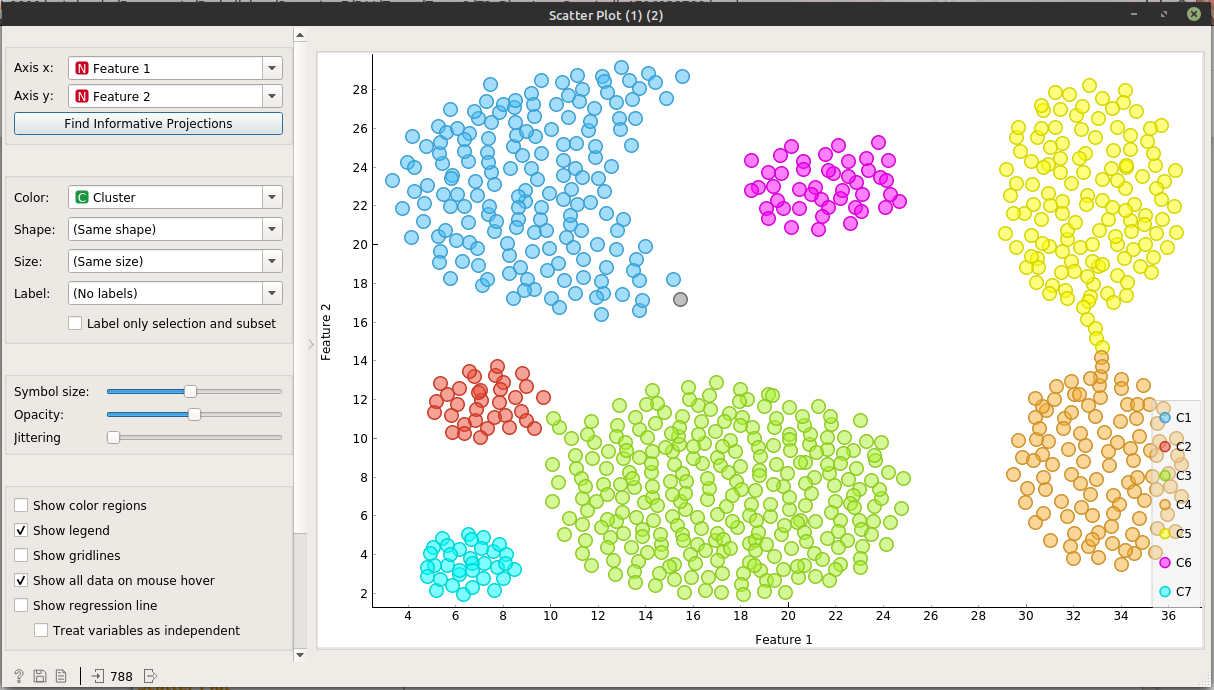 Scatter Plot (1) (2)
Axis x: N Feature 1
Axis y: N Feature 2
Find Informative Projections
Color: C Cluster
Shape: (Same shape)
Size: (Same size)
Label: (No labels)
Label only selection and subset
Symbol size:
Opacity:
Jittering
Show color regions
Show legend
Show gridlines
Show all data on mouse hover
Show regression line
Treat variables as independent
? 788
Feature 2
28
26
24
22
20
18
16
14
12
10
8
6
4
2
4 6 8 10 12 14 16 18 20 22 24 26 28 30 32 34 36
Feature 1
C1
C2
C3
C4
C5
C6
C7
Scatter Plot